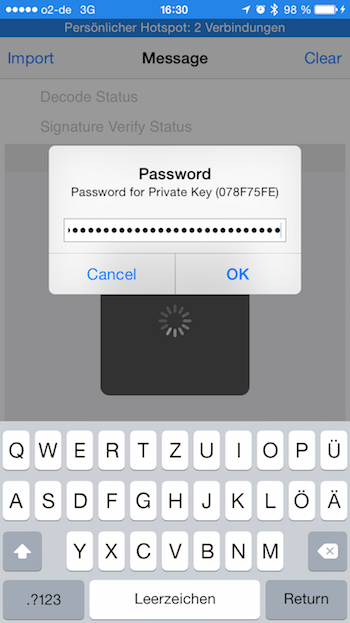 o2-de 3G 16:30 98 %
Persönlicher Hotspot: 2 Verbindungen
Import Message Clear
Decode Status
Signature Verify Status
Password
Password for Private Key (078F75FE)
••••••••••••••••••••••••••••
Cancel OK
Q W E R T Z U I O P Ü
A S D F G H J K L Ö Ä
Y X C V B N M
.?123 Leerzeichen Return